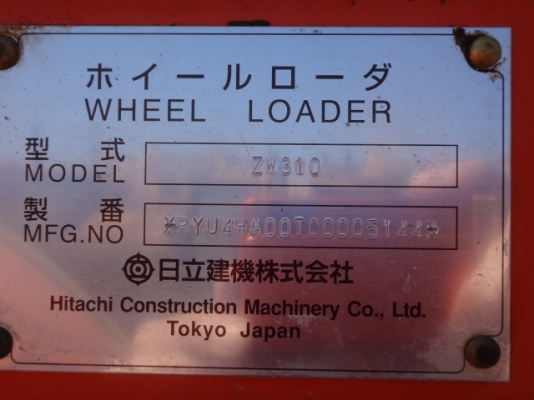 ホイールローダ
WHEEL LOADER
型式
MODEL ZW310
製番
MFG.NO *RYU4HA00T00005144*
日立建機株式会社
Hitachi Construction Machinery Co., Ltd.
Tokyo Japan